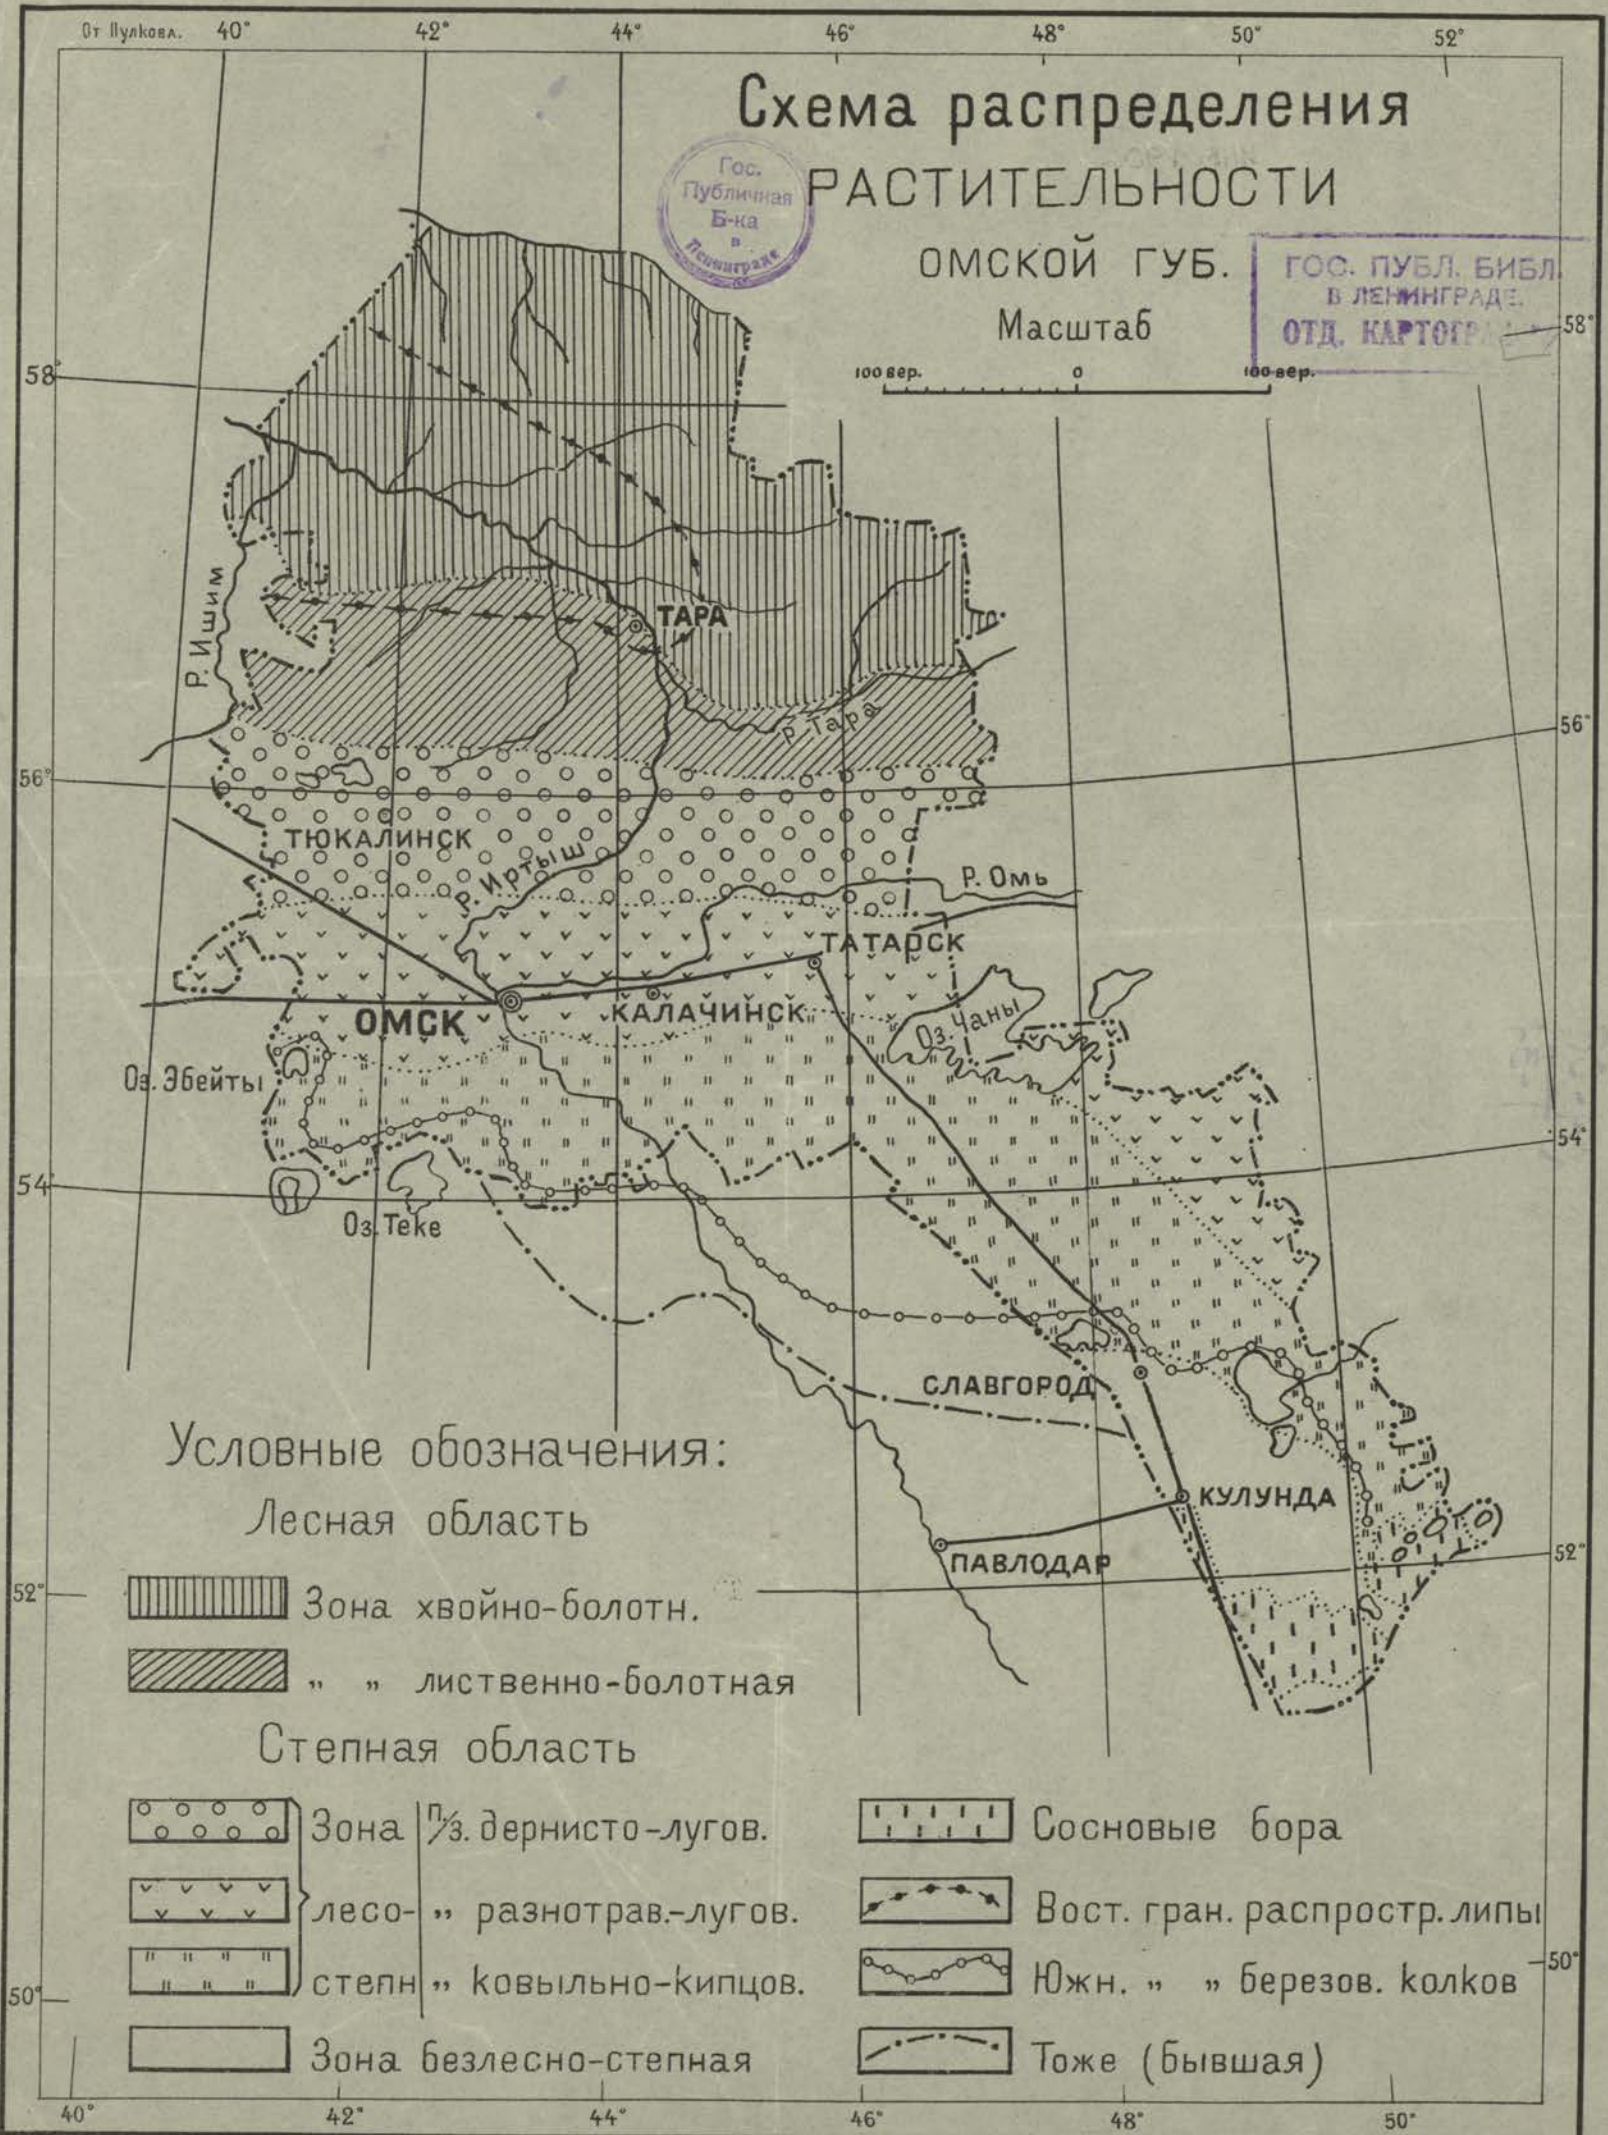 От Пулков. 40° 42° 44° 46° 48° 50° 52°
Схема распределения
РАСТИТЕЛЬНОСТИ
ОМСКОЙ ГУБ.
Масштаб
100 вер. 0 100 вер.
Гос.
Публичная
Б-ка
в
Ленинграде
ГОС. ПУБЛ. БИБЛ.
В ЛЕНИНГРАДЕ.
ОТД.
58° 58°
Р. Ишим
ТАРА
Р. Тара
56° 56°
ТЮКАЛИНСК
Р. Иртыш
Р. Омь
ТАТАРСК
ОМСК
КАЛАЧИНСК
Оз. Чаны
Оз. Эбейты
54° 54°
Оз. Теке
СЛАВГОРОД
КУЛУНДА
ПАВЛОДАР
52° 52°
Условные обозначения:
Лесная область
Зона хвойно-болотн.
„ „ лиственно-болотная
Степная область
Зона П/з. дернисто-лугов.
лесо- „ разнотрав.-лугов.
степн „ ковыльно-кипцов.
Зона безлесно-степная
Сосновые бора
Вост. гран. распростр. липы
Южн. „ „ березов. колков
Тоже (бывшая)
50° 50°
40° 42° 44° 46° 48° 50°